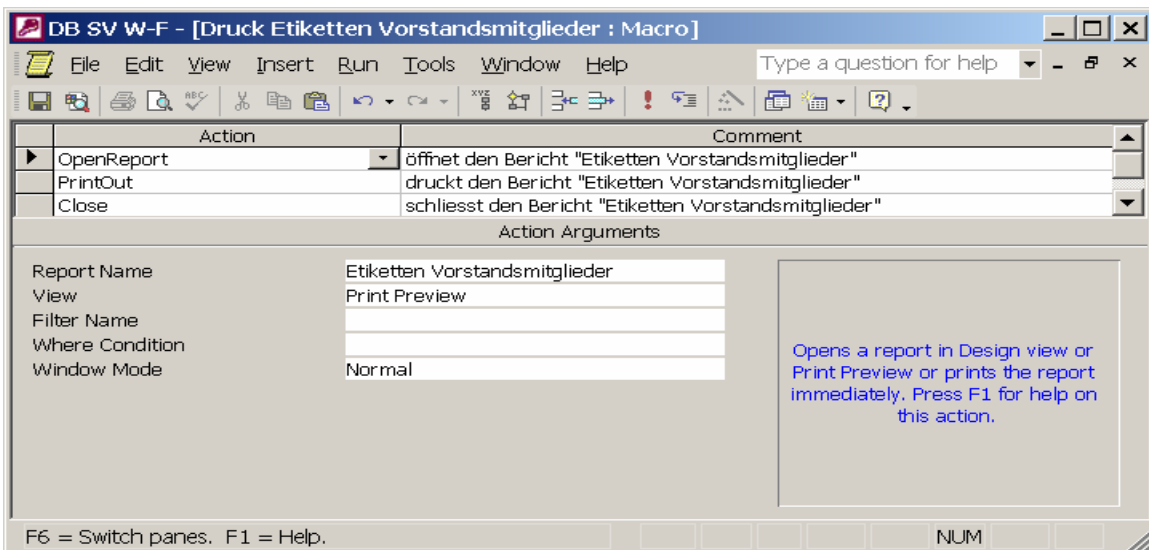 DB SV W-F - [Druck Etiketten Vorstandsmitglieder : Macro]
File Edit View Insert Run Tools Window Help Type a question for help
Action Comment
OpenReport öffnet den Bericht "Etiketten Vorstandsmitglieder"
PrintOut druckt den Bericht "Etiketten Vorstandsmitglieder"
Close schliesst den Bericht "Etiketten Vorstandsmitglieder"
Action Arguments
Report Name Etiketten Vorstandsmitglieder
View Print Preview
Filter Name
Where Condition
Window Mode Normal
Opens a report in Design view or
Print Preview or prints the report
immediately. Press F1 for help on
this action.
F6 = Switch panes. F1 = Help. NUM